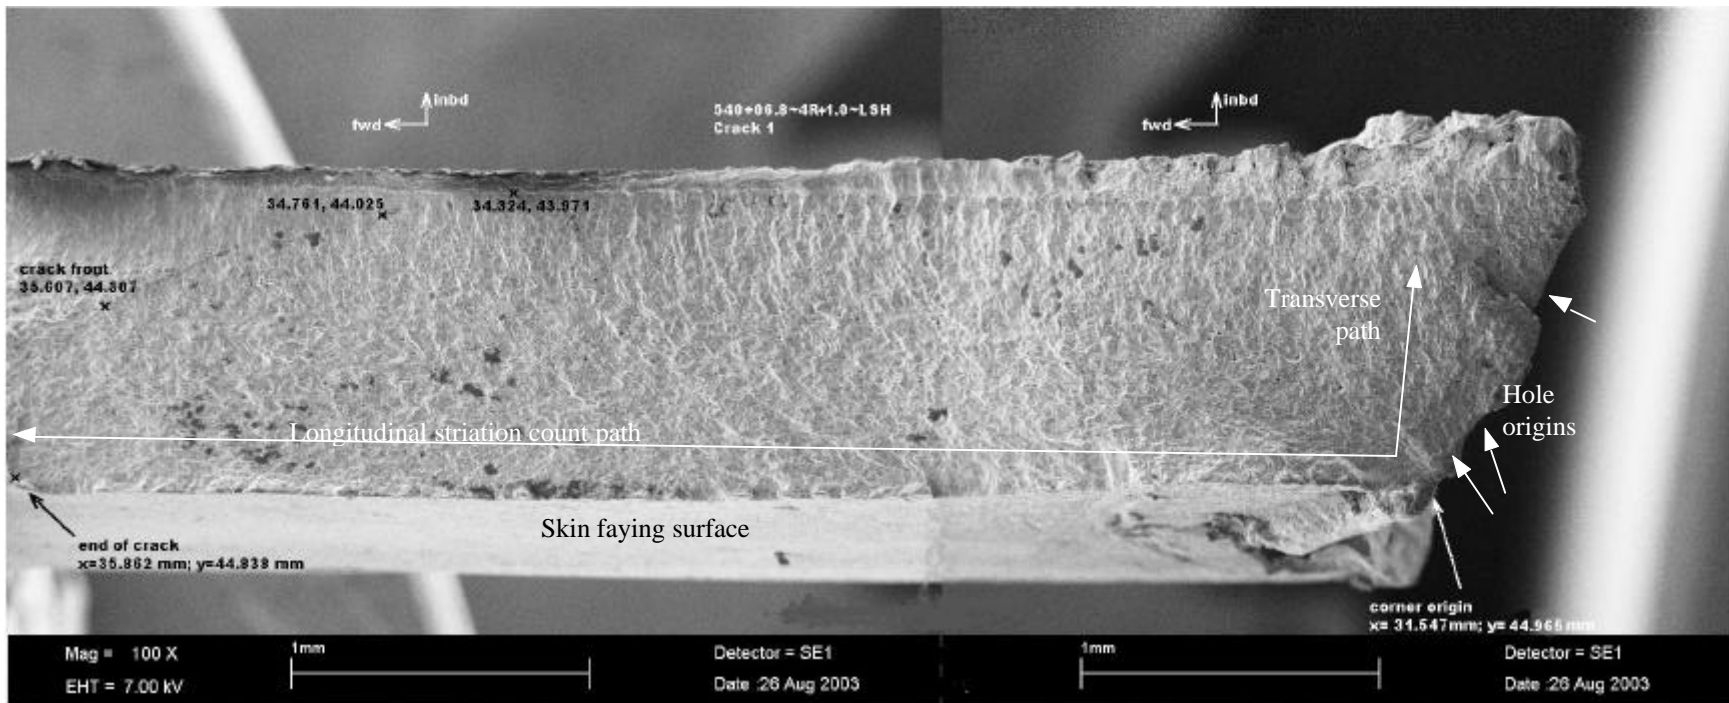 inbd
fwd
540+06.8~4R+1.0~LSH
Crack 1
inbd
fwd
34.761, 44.025
34.324, 43.971
crack front
35.607, 44.307
Transverse
path
Hole
origins
Longitudinal striation count path
Skin faying surface
end of crack
x=35.862 mm; y=44.838 mm
corner origin
x= 31.547mm; y= 44.965 mm
Mag = 100 X
EHT = 7.00 kV
1mm
Detector = SE1
Date :26 Aug 2003
1mm
Detector = SE1
Date :26 Aug 2003